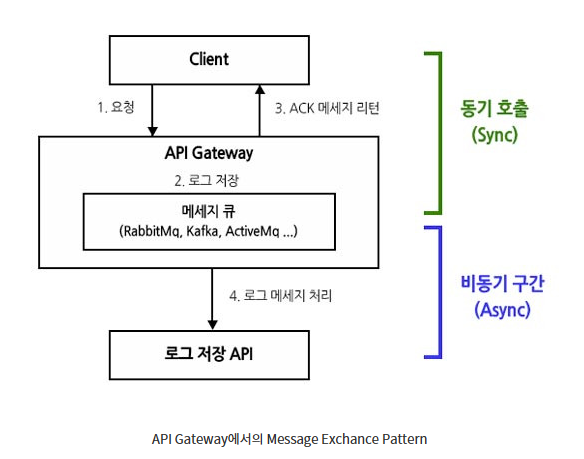 Client
1. 요청
3. ACK 메세지 리턴
동기 호출
(Sync)
API Gateway
2. 로그 저장
메세지 큐
(RabbitMq, Kafka, ActiveMq ...)
비동기 구간
(Async)
4. 로그 메세지 처리
로그 저장 API
API Gateway에서의 Message Exchance Pattern